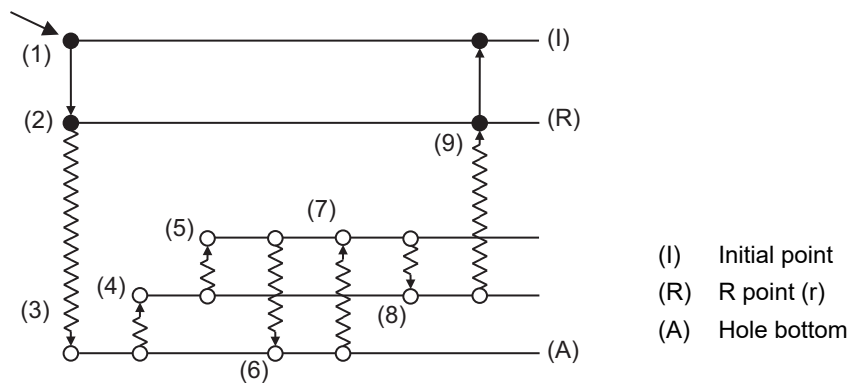 (1)
(I)
(2)
(R)
(9)
(7)
(5)
(4)
(3)
(8)
(6)
(A)
(I) Initial point
(R) R point (r)
(A) Hole bottom